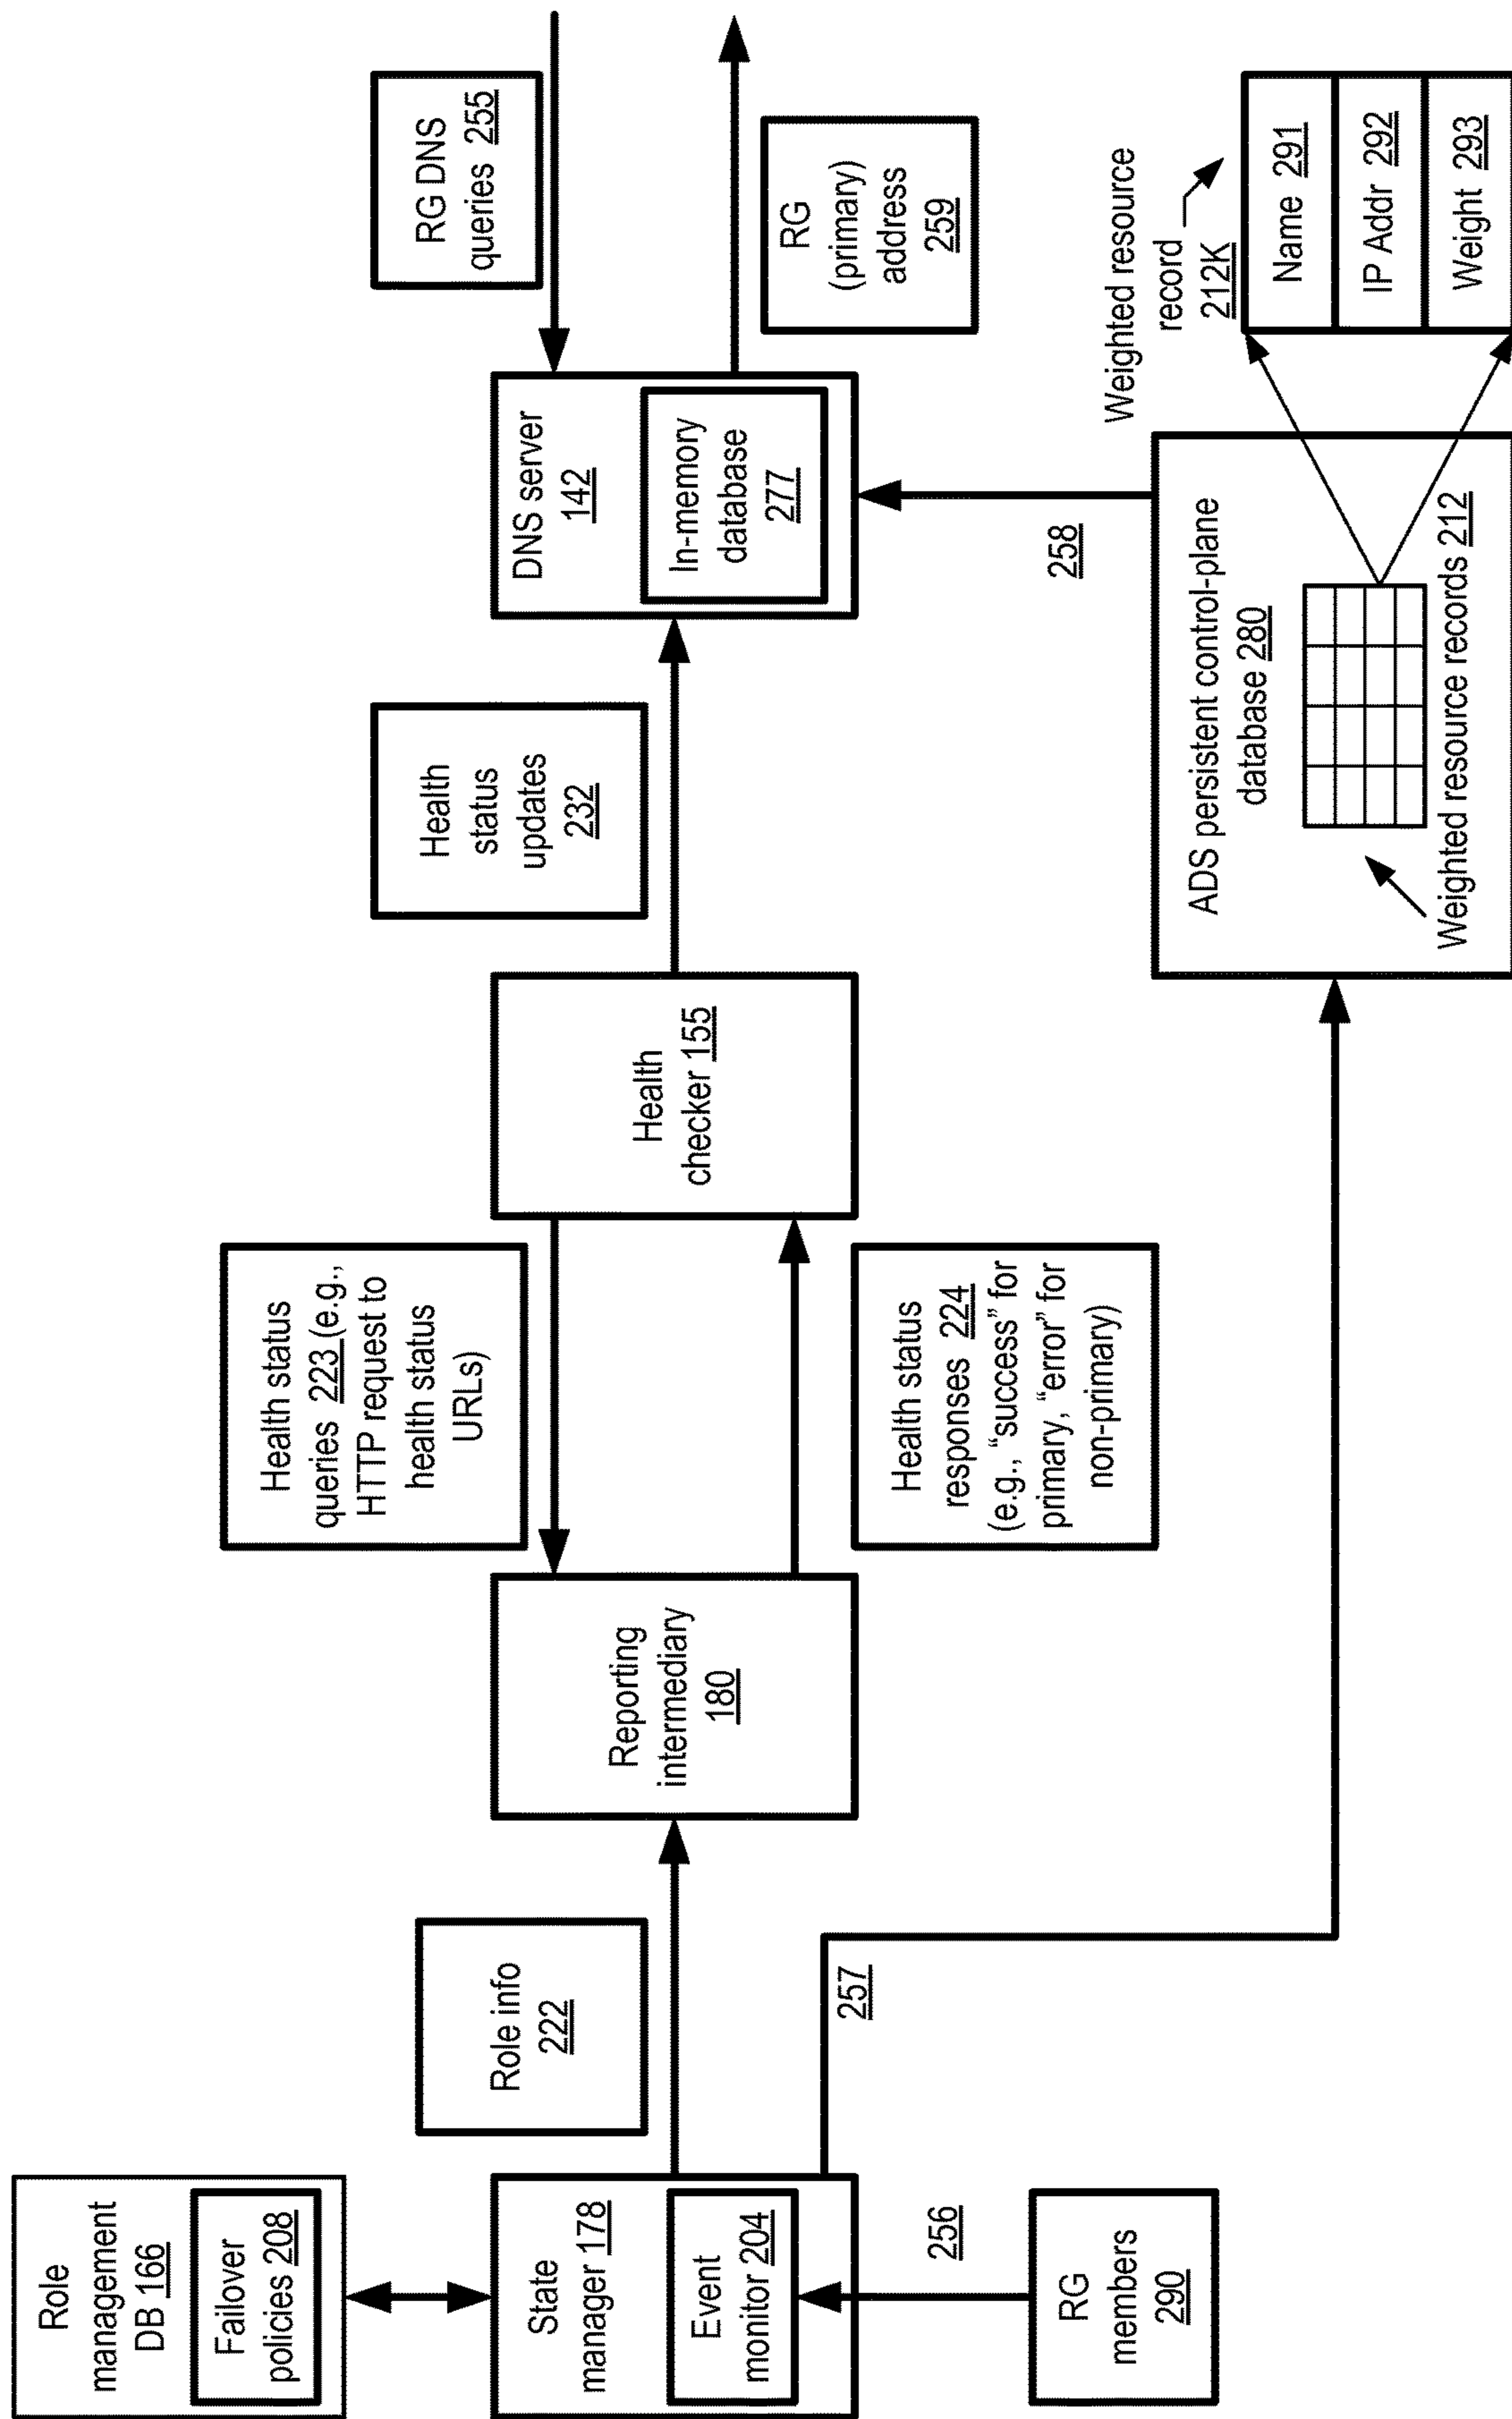 Role
management
DB 166
Failover
policies 208
State
manager 178
Event
monitor 204
256
RG
members
290
Role info
222
257
Reporting
intermediary
180
Health status
queries 223 (e.g.,
HTTP request to
health status
URLs)
Health status
responses 224
(e.g., “success” for
primary, “error” for
non-primary)
Health
checker 155
Health
status
updates
232
DNS server
142
In-memory
database
277
RG DNS
queries 255
RG
(primary)
address
259
258
ADS persistent control-plane
database 280
Weighted resource records 212
Weighted resource
record
212K
Name 291
IP Addr 292
Weight 293